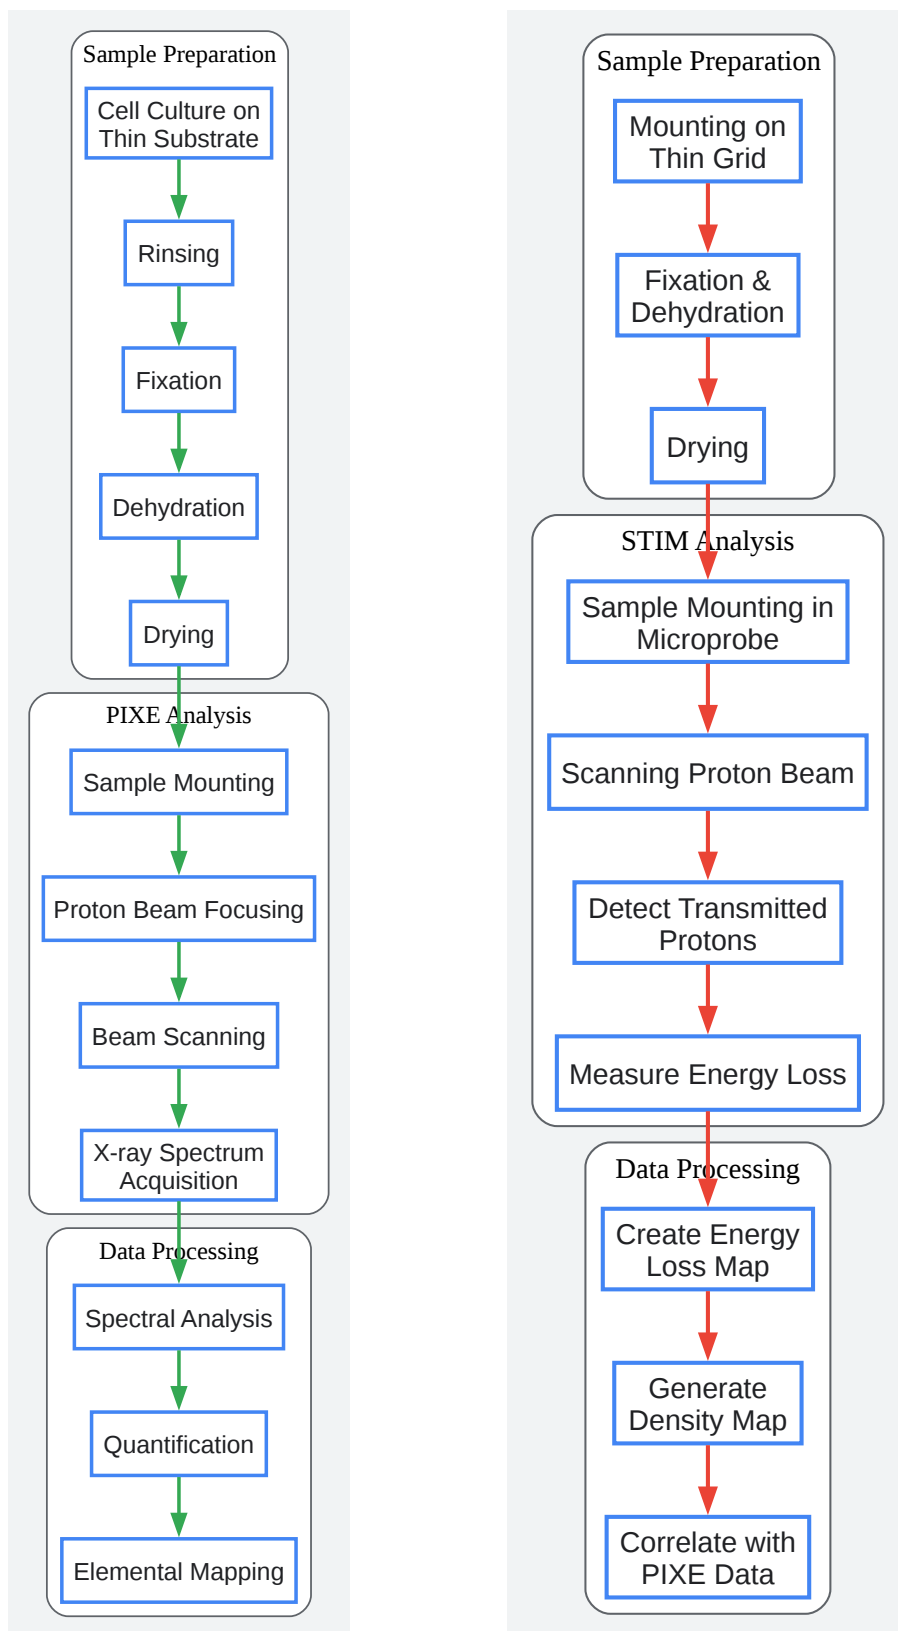 Sample Preparation
Cell Culture on
Thin Substrate
Rinsing
Fixation
Dehydration
Drying
PIXE Analysis
Sample Mounting
Proton Beam Focusing
Beam Scanning
X-ray Spectrum
Acquisition
Data Processing
Spectral Analysis
Quantification
Elemental Mapping
Sample Preparation
Mounting on
Thin Grid
Fixation &
Dehydration
Drying
STIM Analysis
Sample Mounting in
Microprobe
Scanning Proton Beam
Detect Transmitted
Protons
Measure Energy Loss
Data Processing
Create Energy
Loss Map
Generate
Density Map
Correlate with
PIXE Data